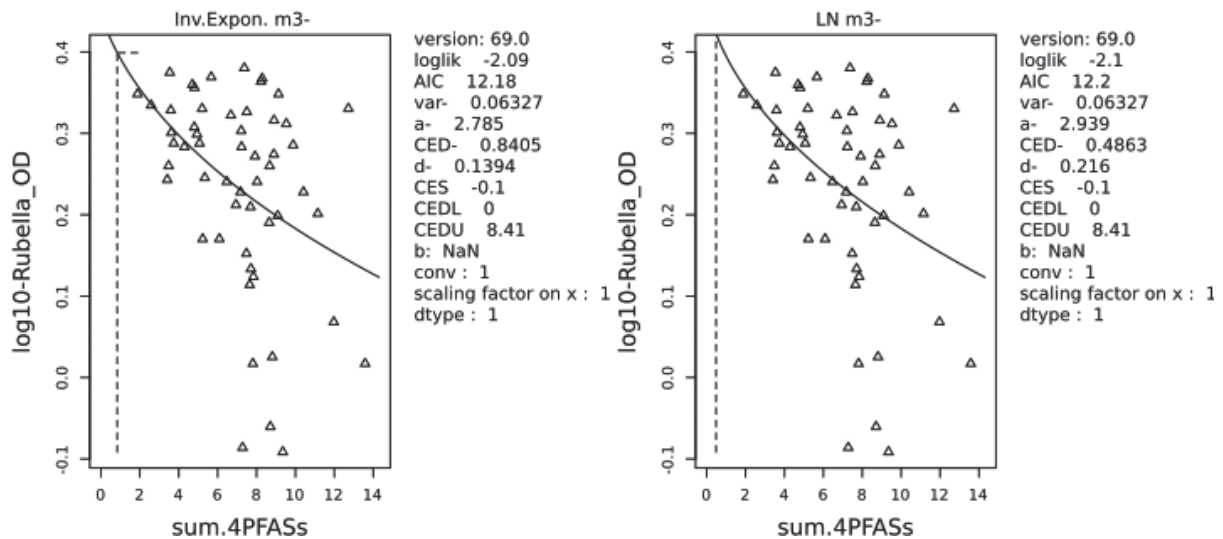 Inv.Expon. m3-
log10-Rubella_OD
0.4
0.3
0.2
0.1
0.0
-0.1
0 2 4 6 8 10 12 14
sum.4PFASs
version: 69.0
loglik -2.09
AIC 12.18
var- 0.06327
a- 2.785
CED- 0.8405
d- 0.1394
CES -0.1
CEDL 0
CEDU 8.41
b: NaN
conv : 1
scaling factor on x : 1
dtype : 1
LN m3-
log10-Rubella_OD
0.4
0.3
0.2
0.1
0.0
-0.1
0 2 4 6 8 10 12 14
sum.4PFASs
version: 69.0
loglik -2.1
AIC 12.2
var- 0.06327
a- 2.939
CED- 0.4863
d- 0.216
CES -0.1
CEDL 0
CEDU 8.41
b: NaN
conv : 1
scaling factor on x : 1
dtype : 1